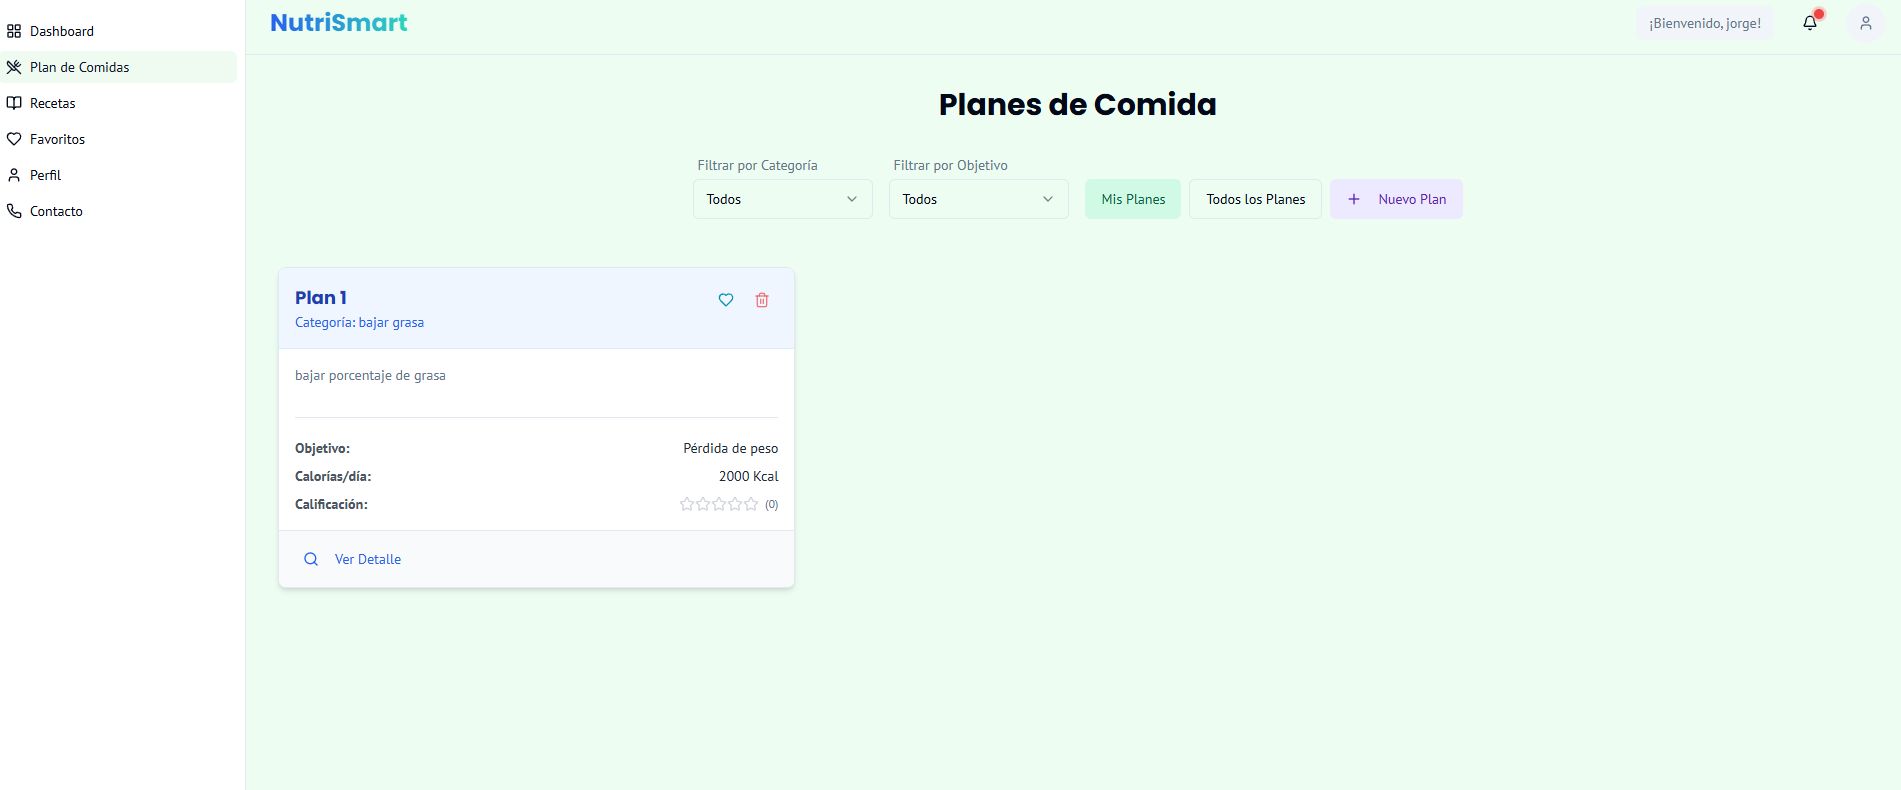 Dashboard
Plan de Comidas
Recetas
Favoritos
Perfil
Contacto
NutriSmart
¡Bienvenido, jorge!
Planes de Comida
Filtrar por Categoría
Filtrar por Objetivo
Todos
Todos
Mis Planes
Todos los Planes
Nuevo Plan
Plan 1
Categoría: bajar grasa
bajar porcentaje de grasa
Objetivo: Pérdida de peso
Calorías/día: 2000 Kcal
Calificación: (0)
Ver Detalle